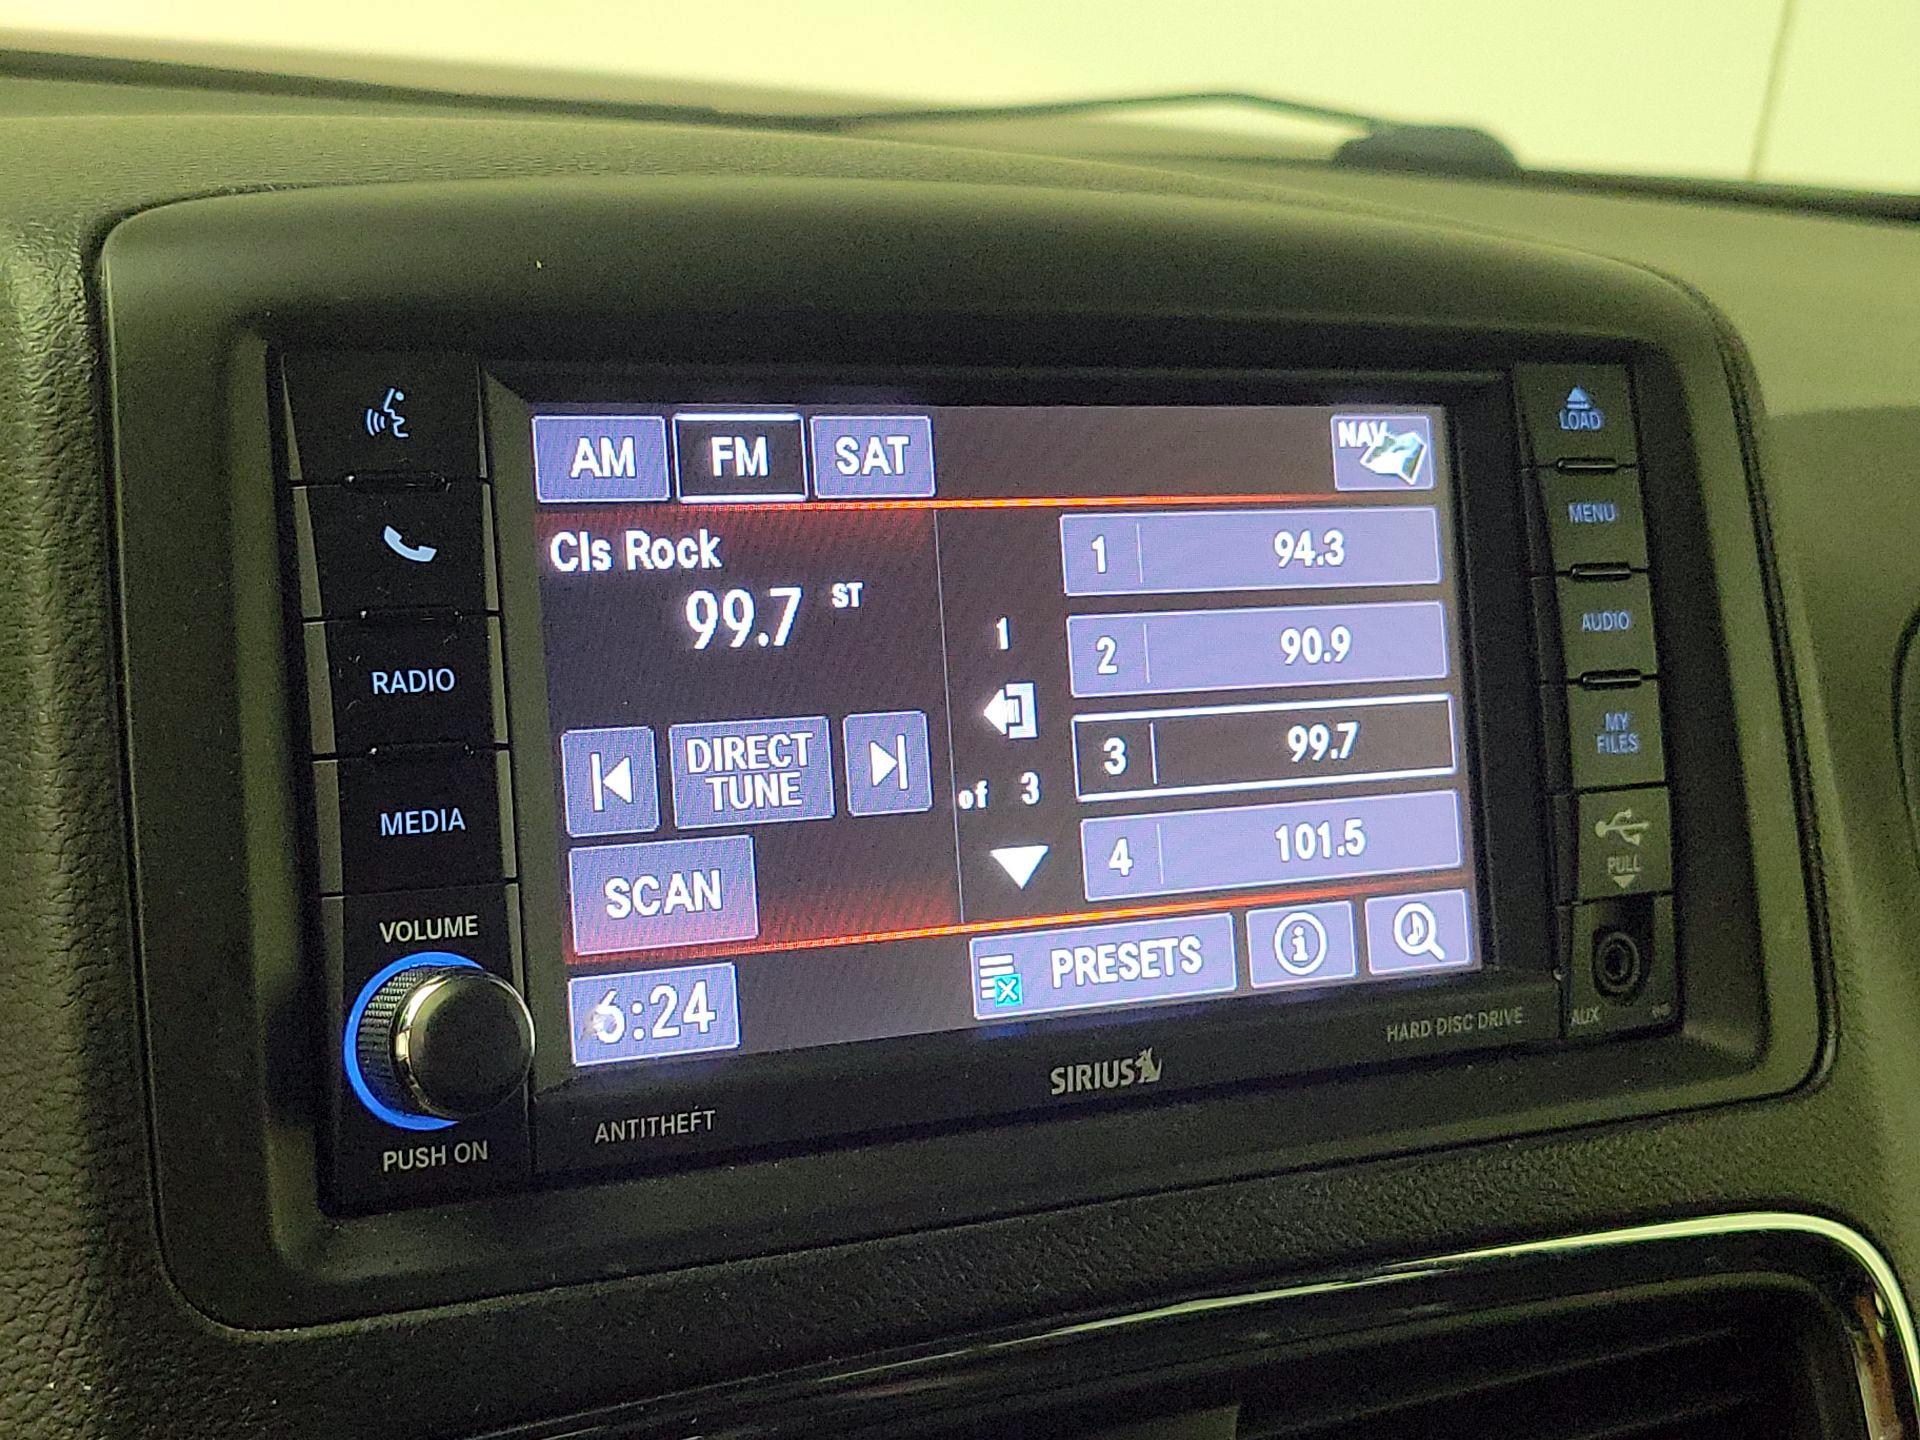 AM
FM
SAT
NAV
Cls Rock
99.7 ST
DIRECT
TUNE
SCAN
6:24
1
of 3
1 94.3
2 90.9
3 99.7
4 101.5
PRESETS
RADIO
MEDIA
VOLUME
PUSH ON
ANTITHEFT
SIRIUS
HARD DISC DRIVE
LOAD
MENU
AUDIO
MY
FILES
PULL
AUX